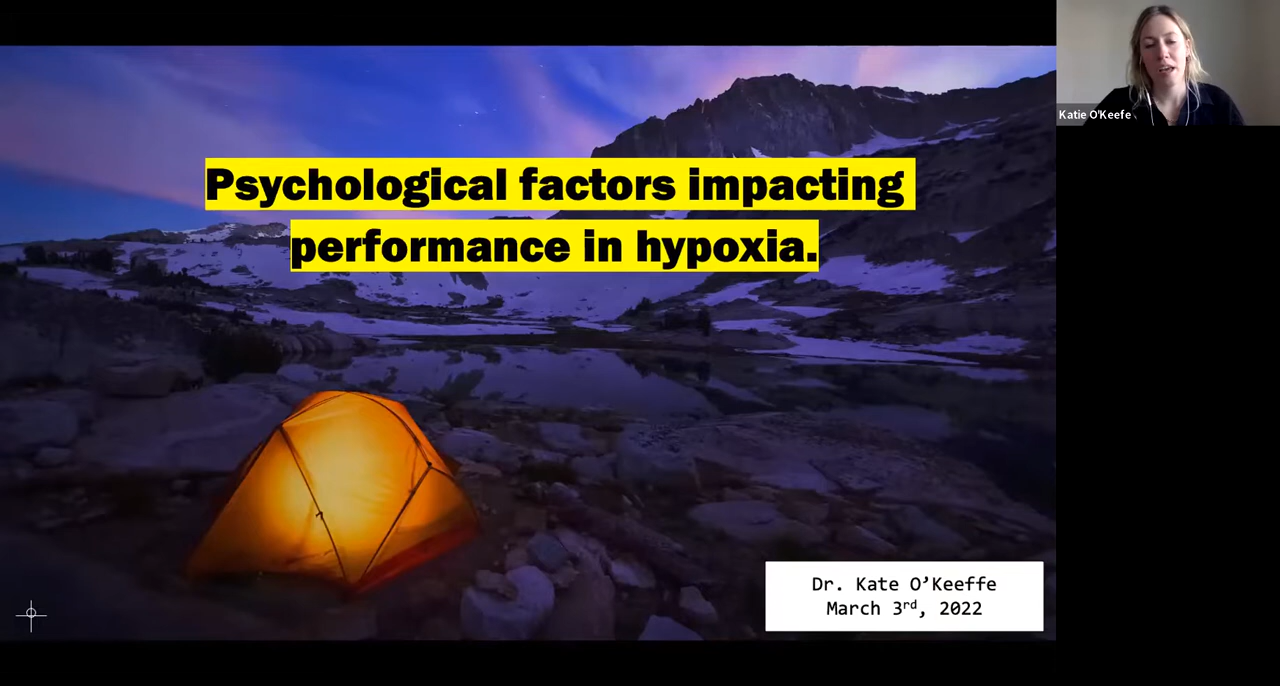 Psychological factors impacting
performance in hypoxia.
Dr. Kate O’Keeffe
March 3rd, 2022
Katie O'Keefe